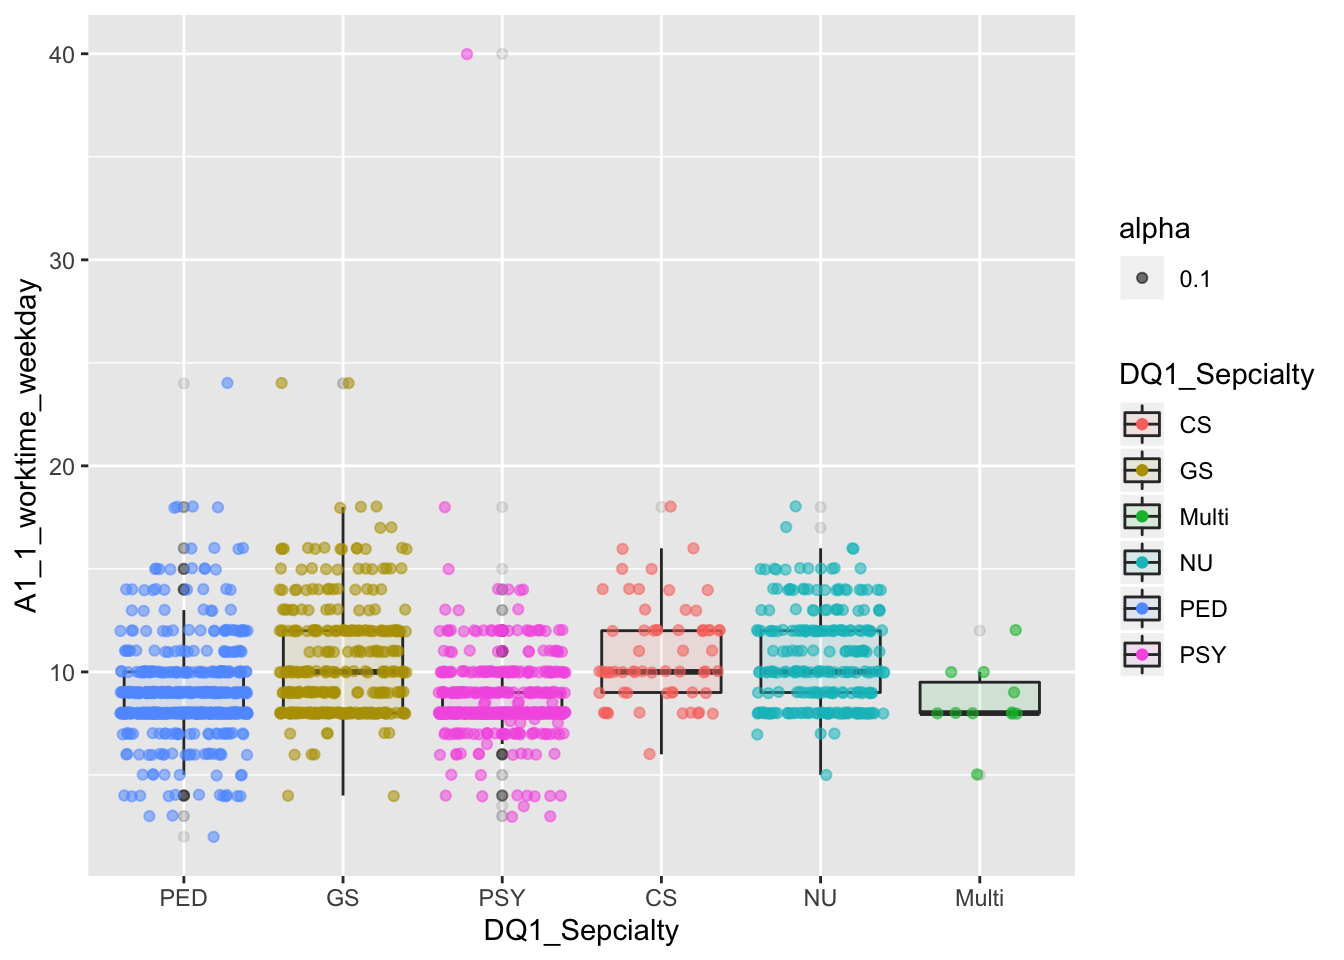 A1_1_worktime_weekday
40
30
20
10
PED GS PSY CS NU Multi
DQ1_Sepcialty
alpha
0.1
DQ1_Sepcialty
CS
GS
Multi
NU
PED
PSY